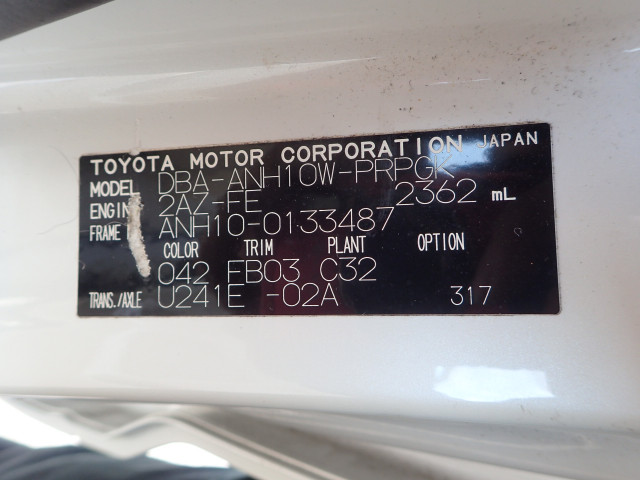 TOYOTA MOTOR CORPORATION JAPAN
MODEL DBA-ANH10W-PRPGK
ENGINE 2AZ-FE 2362 mL
FRAME ANH10-0133487
COLOR TRIM PLANT OPTION
042 FB03 C32
TRANS./AXLE U241E -02A 317